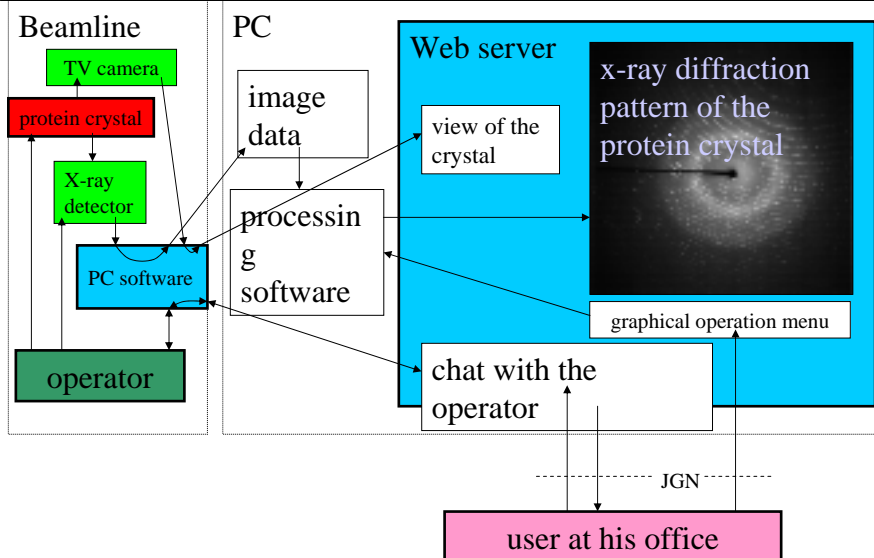 Beamline
TV camera
protein crystal
X-ray
detector
PC software
operator
PC
image
data
processin
g
software
Web server
view of the
crystal
x-ray diffraction
pattern of the
protein crystal
graphical operation menu
chat with the
operator
JGN
user at his office